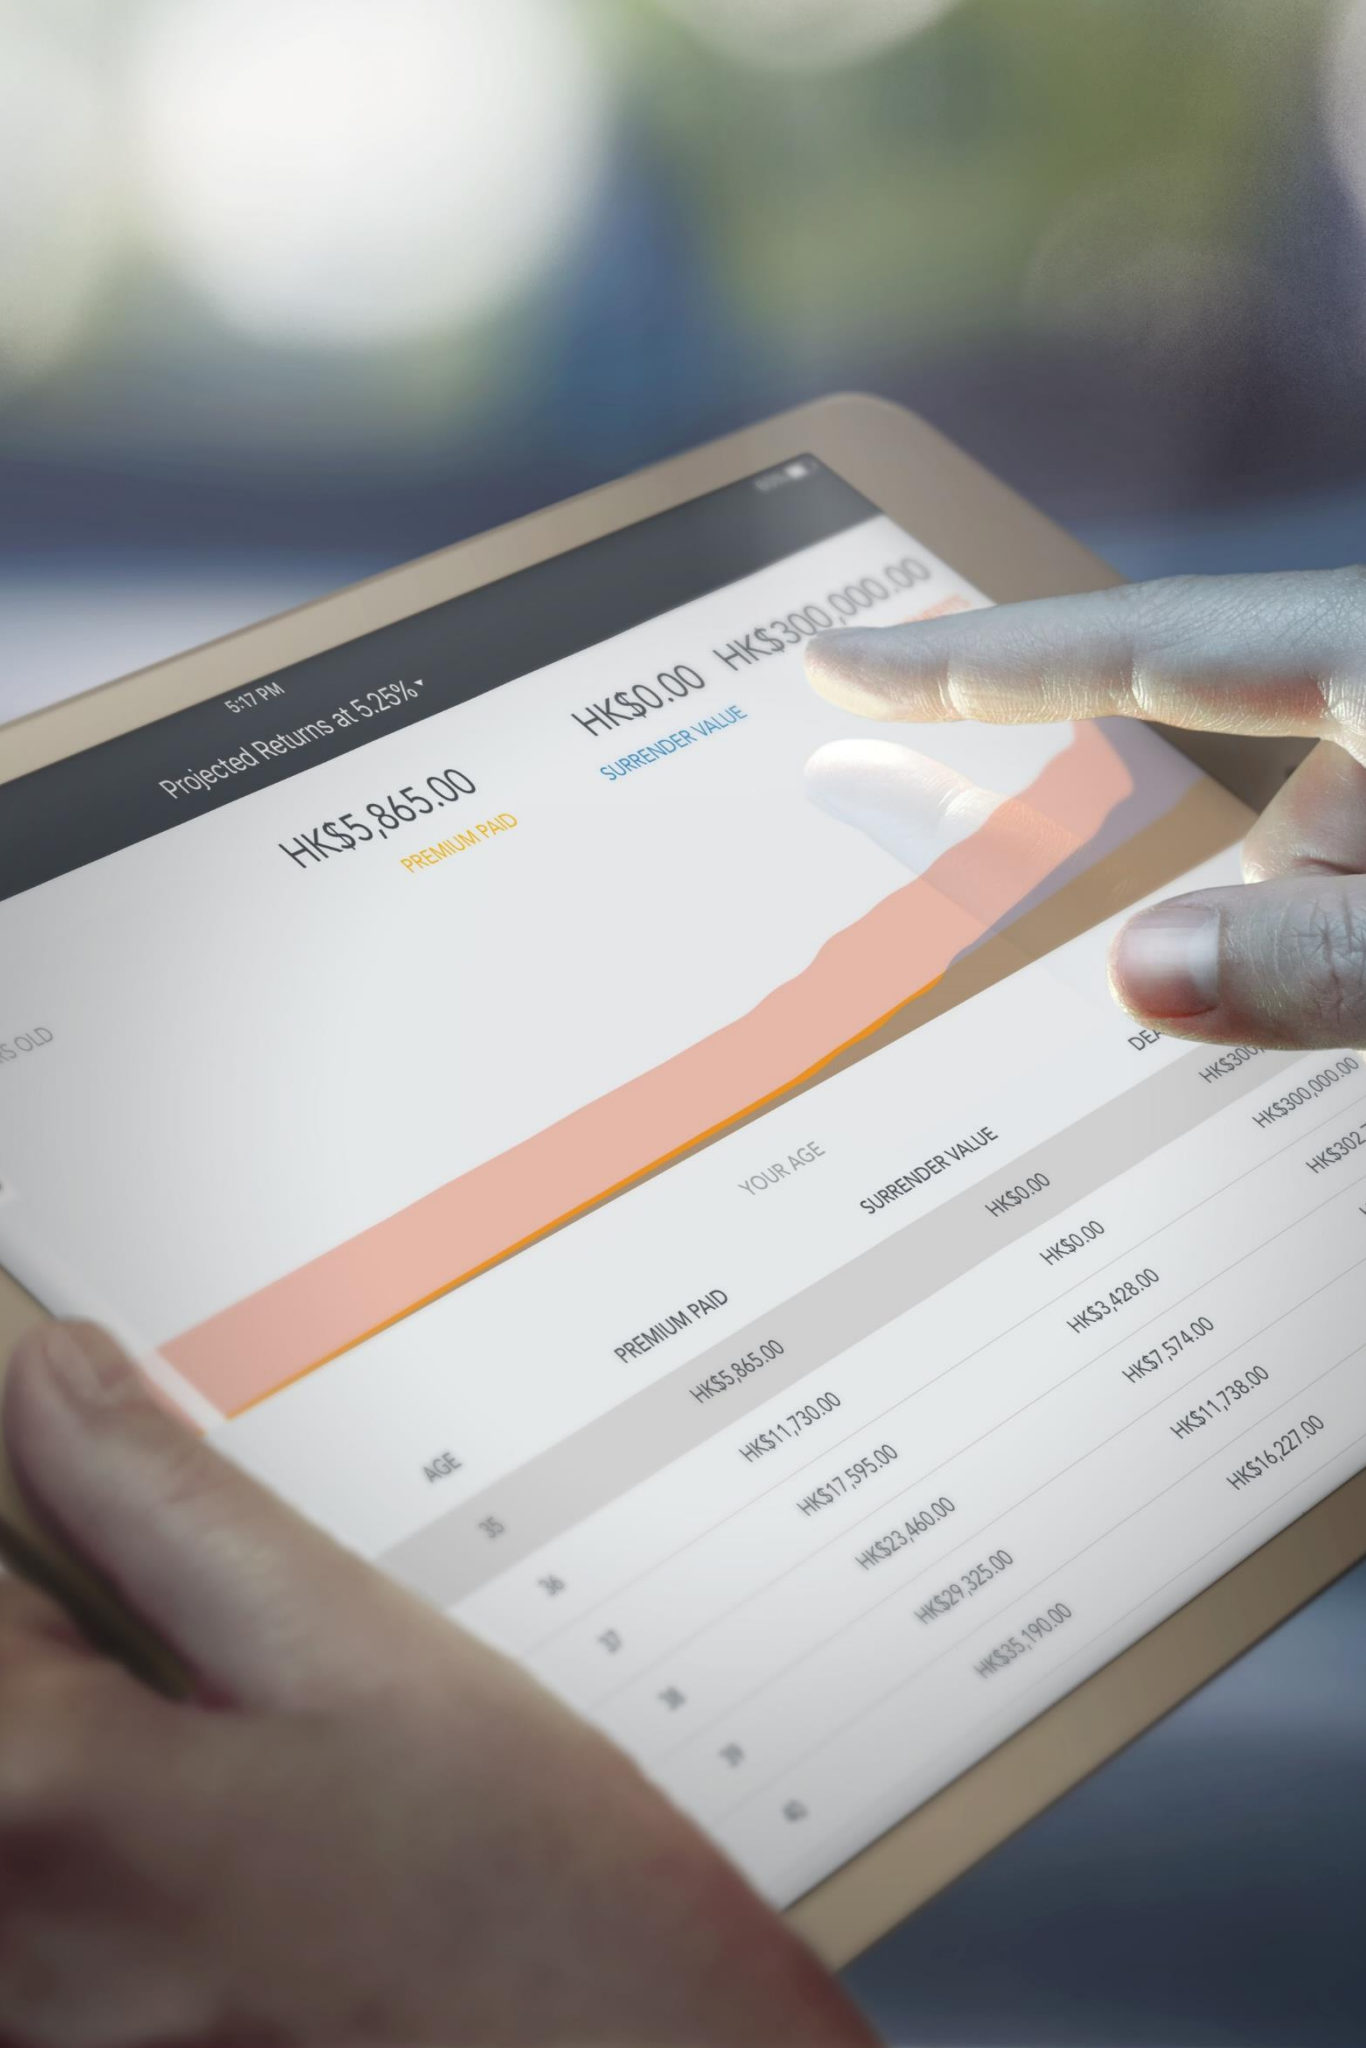 5:17 PM
Projected Returns at 5.25%
HK$5,865.00 HK$0.00 HK$300,000.00
PREMIUM PAID SURRENDER VALUE
OLD
YOUR AGE
AGE PREMIUM PAID SURRENDER VALUE
35 HK$5,865.00 HK$0.00
36 HK$11,730.00 HK$0.00 HK$300,000.00
37 HK$17,595.00 HK$3,428.00
38 HK$23,460.00 HK$7,574.00
39 HK$29,325.00 HK$11,738.00
40 HK$35,190.00 HK$16,227.00